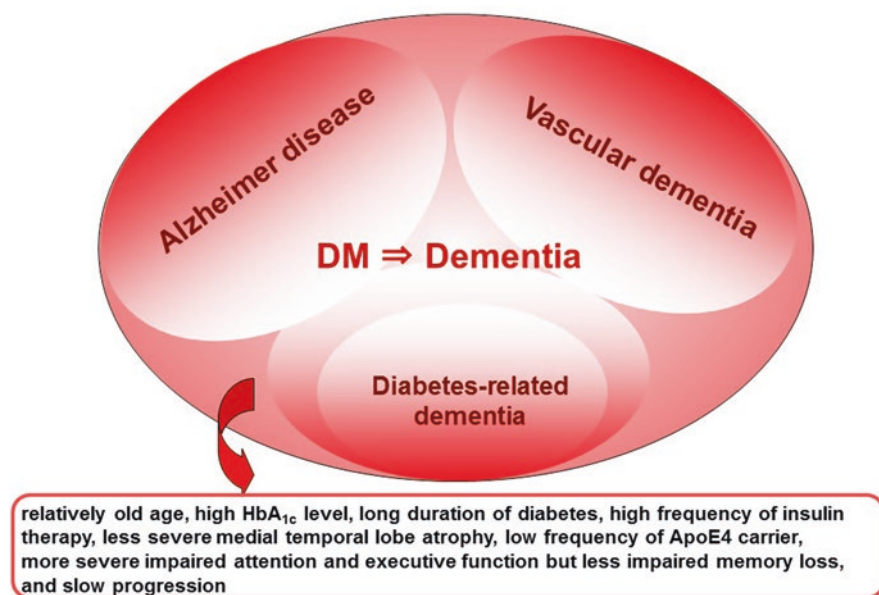 Alzheimer disease
Vascular dementia
DM ⇒ Dementia
Diabetes-related
dementia
relatively old age, high HbA₁c level, long duration of diabetes, high frequency of insulin
therapy, less severe medial temporal lobe atrophy, low frequency of ApoE4 carrier,
more severe impaired attention and executive function but less impaired memory loss,
and slow progression